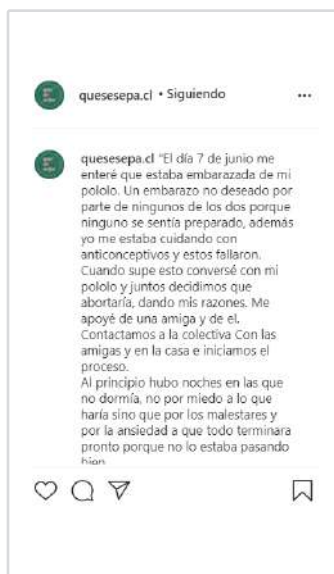 quesesepa.cl • Siguiendo
quesesepa.cl "El día 7 de junio me
enteré que estaba embarazada de mi
pololo. Un embarazo no deseado por
parte de ningunos de los dos porque
ninguno se sentía preparado, además
yo me estaba cuidando con
anticonceptivos y estos fallaron.
Cuando supe esto conversé con mi
pololo y juntos decidimos que
abortaría, dando mis razones. Me
apoyé de una amiga y de el.
Contactamos a la colectiva Con las
amigas y en la casa e iniciamos el
proceso.
Al principio hubo noches en las que
no dormía, no por miedo a lo que
haría sino que por los malestares y
por la ansiedad a que todo terminara
pronto porque no lo estaba pasando
bien